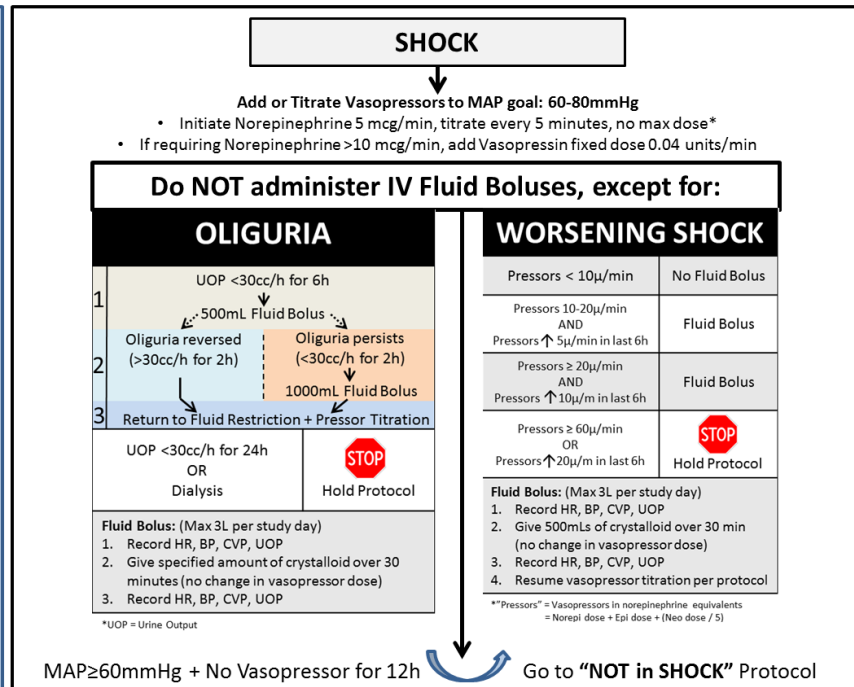 SHOCK
Add or Titrate Vasopressors to MAP goal: 60-80mmHg
• Initiate Norepinephrine 5 mcg/min, titrate every 5 minutes, no max dose*
• If requiring Norepinephrine >10 mcg/min, add Vasopressin fixed dose 0.04 units/min
Do NOT administer IV Fluid Boluses, except for:
OLIGURIA
1
UOP <30cc/h for 6h
500mL Fluid Bolus
2
Oliguria reversed
(>30cc/h for 2h)
Oliguria persists
(<30cc/h for 2h)
1000mL Fluid Bolus
3
Return to Fluid Restriction + Pressor Titration
UOP <30cc/h for 24h
OR
Dialysis
STOP
Hold Protocol
Fluid Bolus: (Max 3L per study day)
1. Record HR, BP, CVP, UOP
2. Give specified amount of crystalloid over 30
minutes (no change in vasopressor dose)
3. Record HR, BP, CVP, UOP
*UOP = Urine Output
WORSENING SHOCK
Pressors < 10µ/min
No Fluid Bolus
Pressors 10-20µ/min
AND
Pressors ↑ 5µ/min in last 6h
Fluid Bolus
Pressors ≥ 20µ/min
AND
Pressors ↑10µ/m in last 6h
Fluid Bolus
Pressors ≥ 60µ/min
OR
Pressors↑20µ/m in last 6h
STOP
Hold Protocol
Fluid Bolus: (Max 3L per study day)
1. Record HR, BP, CVP, UOP
2. Give 500mLs of crystalloid over 30 min
(no change in vasopressor dose)
3. Record HR, BP, CVP, UOP
4. Resume vasopressor titration per protocol
*"Pressors" = Vasopressors in norepinephrine equivalents
= Norepi dose + Epi dose + (Neo dose / 5)
MAP≥60mmHg + No Vasopressor for 12h
Go to "NOT in SHOCK" Protocol